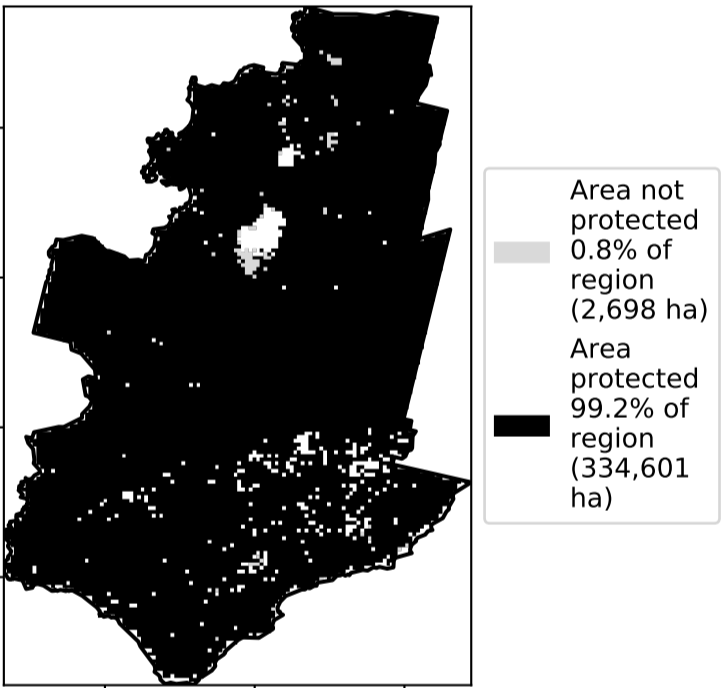 Area not
protected
0.8% of
region
(2,698 ha)
Area
protected
99.2% of
region
(334,601
ha)